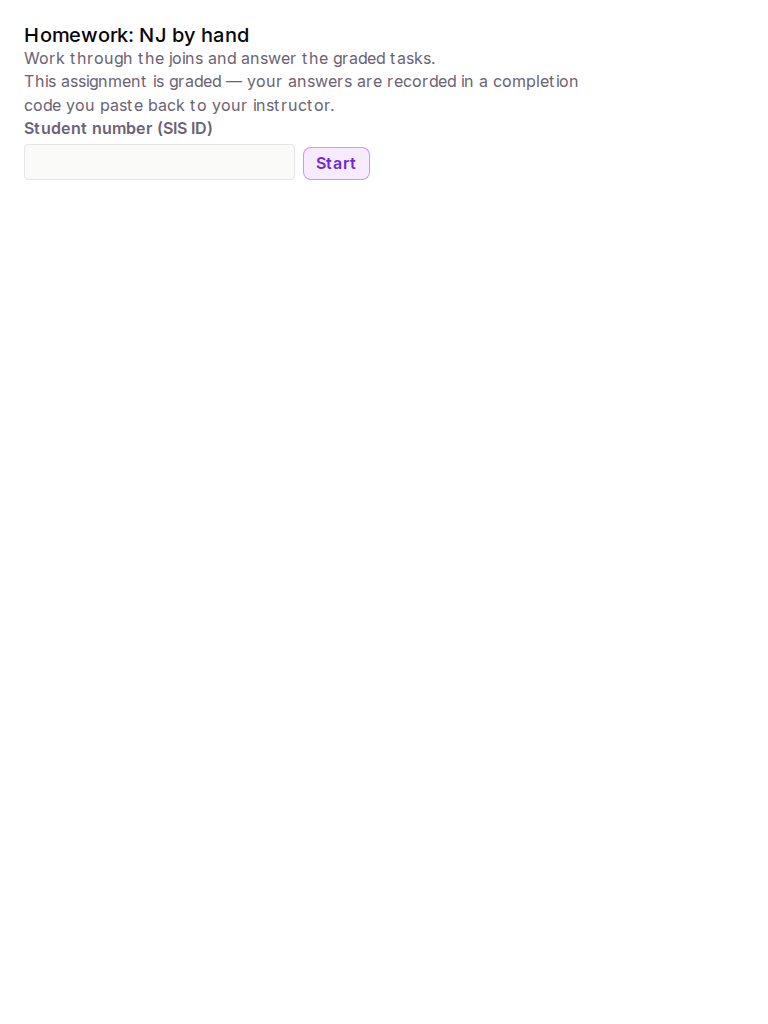 Homework: NJ by hand
Work through the joins and answer the graded tasks.
This assignment is graded — your answers are recorded in a completion
code you paste back to your instructor.
Student number (SIS ID)
Start